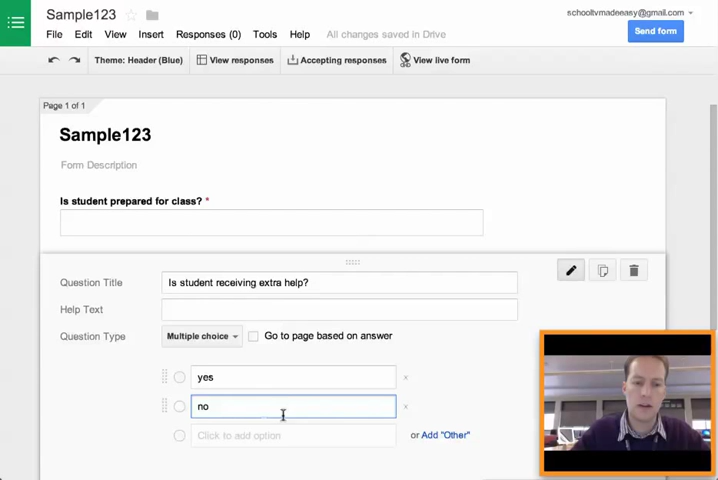 Sample123
schooltvmadeeasy@gmail.com
File Edit View Insert Responses (0) Tools Help All changes saved in Drive
Send form
Theme: Header (Blue) View responses Accepting responses View live form
Page 1 of 1
Sample123
Form Description
Is student prepared for class? *
Question Title Is student receiving extra help?
Help Text
Question Type Multiple choice Go to page based on answer
yes ×
no ×
Click to add option or Add "Other"